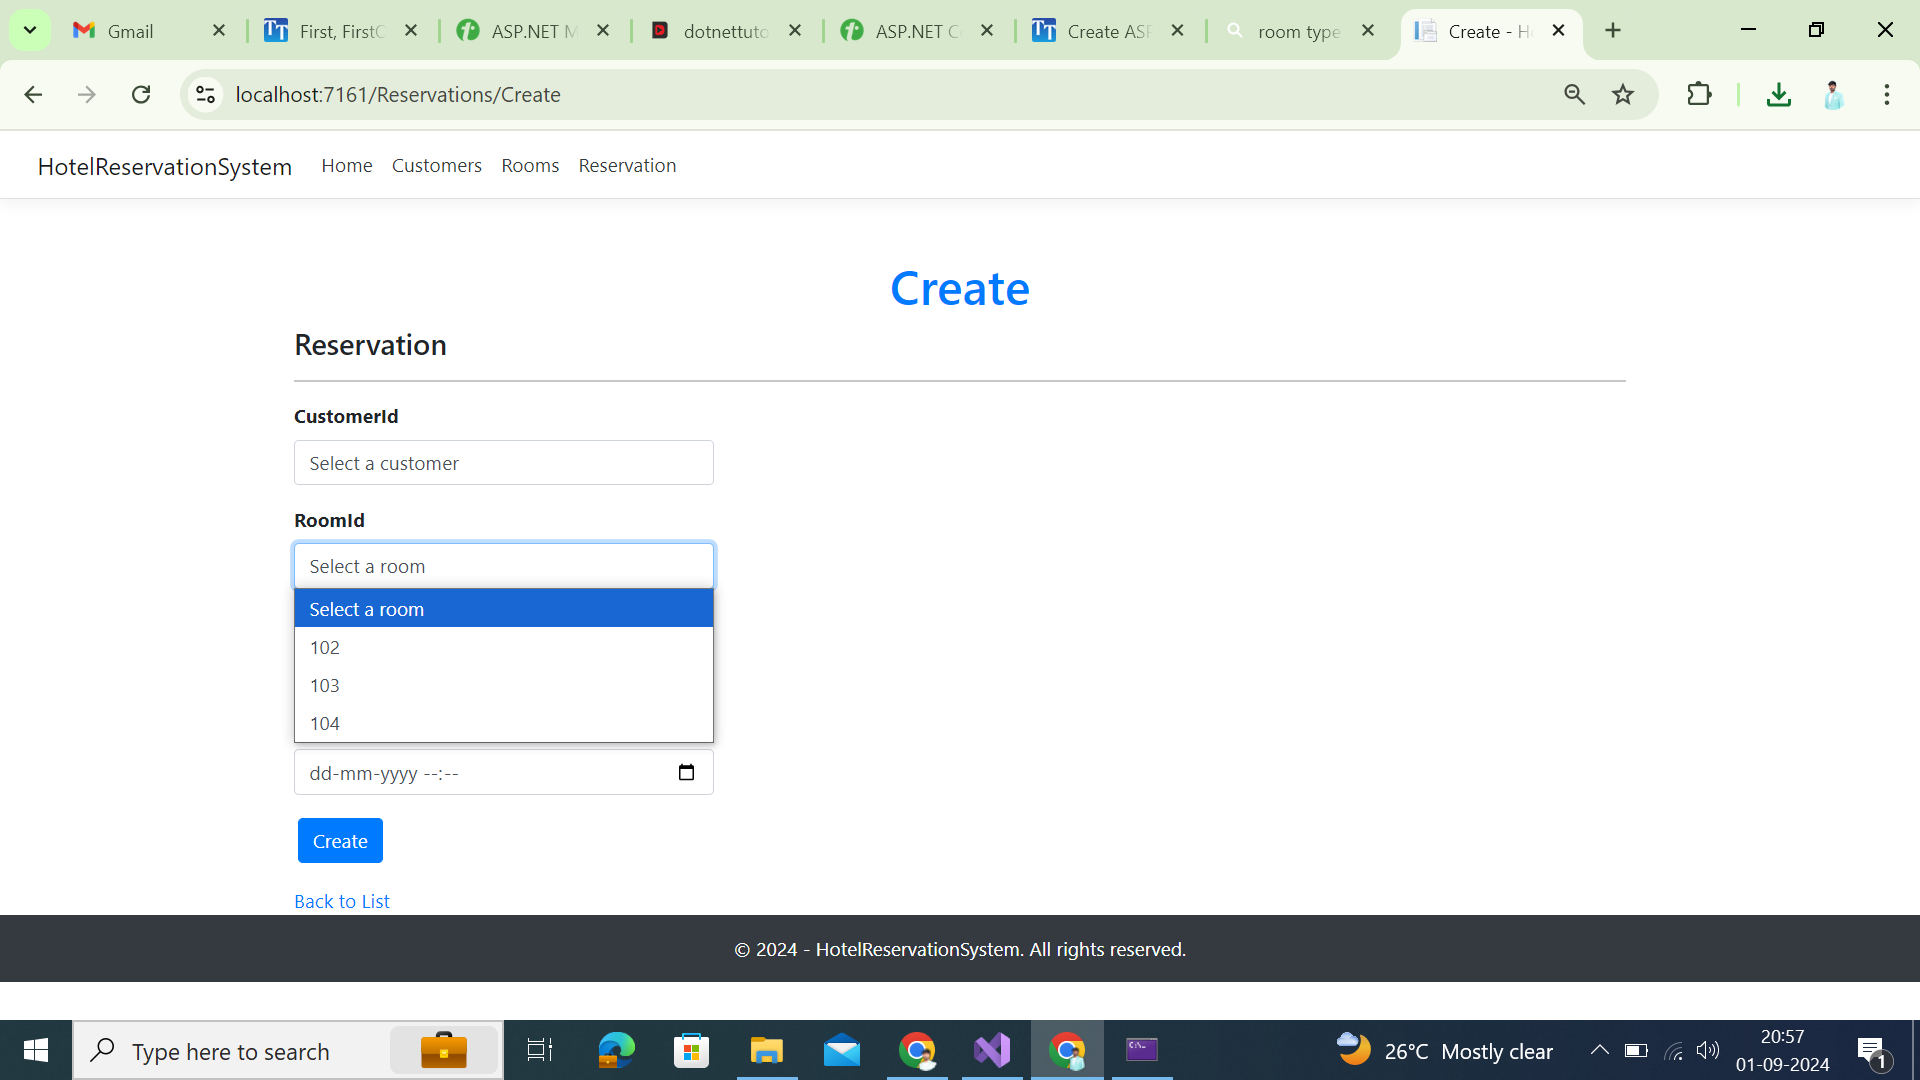 Gmail
First, FirstO
ASP.NET M
dotnettuto
ASP.NET C
Create ASP
room type
Create - H
localhost:7161/Reservations/Create
HotelReservationSystem Home Customers Rooms Reservation
Create
Reservation
CustomerId
Select a customer
RoomId
Select a room
Select a room
102
103
104
dd-mm-yyyy --:--
Create
Back to List
© 2024 - HotelReservationSystem. All rights reserved.
Type here to search
26°C Mostly clear
20:57
01-09-2024
1